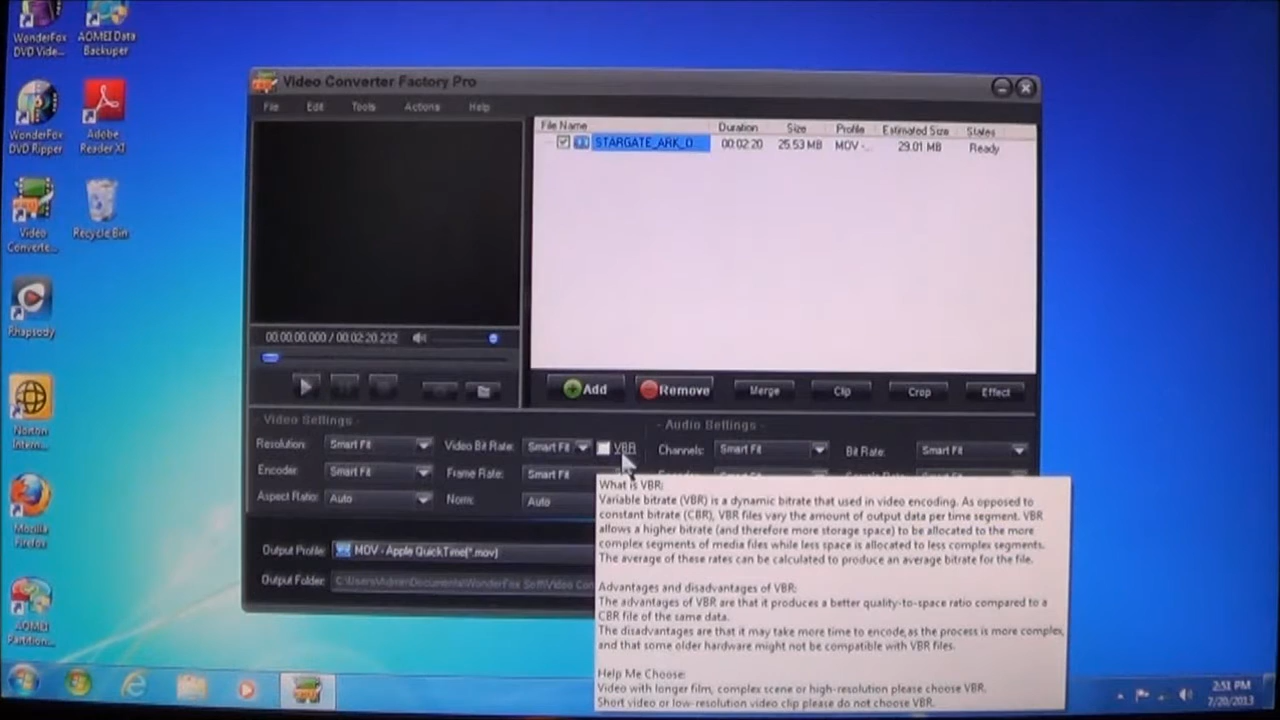 WonderFox
DVD Vide...
AOMEI Data
Backuper
WonderFox
DVD Ripper
Adobe
Reader XI
Video
Converte...
Recycle Bin
Rhapsody
Norton
Intern...
Mozilla
Firefox
AOMEI
Partition...
Video Converter Factory Pro
File Edit Tools Actions Help
File Name Duration Size Profile Estimated Size States
STARGATE_ARK_O... 00:02:20 25.53 MB MOV -... 29.01 MB Ready
00:00:00.000 / 00:02:20.232
Add Remove Merge Clip Crop Effect
Video Settings
Resolution: Smart Fit Video Bit Rate: Smart Fit VBR
Encoder: Smart Fit Frame Rate: Smart Fit
Aspect Ratio: Auto Norm: Auto
- Audio Settings -
Channels: Smart Fit Bit Rate: Smart Fit
Output Profile: MOV - Apple QuickTime(*.mov)
Output Folder: C:\Users\Admin\Documents\WonderFox Soft\Video Con
What is VBR:
Variable bitrate (VBR) is a dynamic bitrate that used in video encoding. As opposed to
constant bitrate (CBR), VBR files vary the amount of output data per time segment. VBR
allows a higher bitrate (and therefore more storage space) to be allocated to the more
complex segments of media files while less space is allocated to less complex segments.
The average of these rates can be calculated to produce an average bitrate for the file.
Advantages and disadvantages of VBR:
The advantages of VBR are that it produces a better quality-to-space ratio compared to a
CBR file of the same data.
The disadvantages are that it may take more time to encode,as the process is more complex,
and that some older hardware might not be compatible with VBR files.
Help Me Choose:
Video with longer film, complex scene or high-resolution please choose VBR.
Short video or low-resolution video clip please do not choose VBR.
2:51 PM
7/20/2013